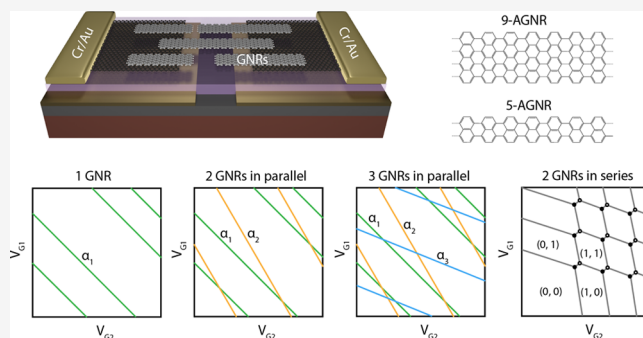 Cr/Au
GNRs
Cr/Au
9-AGNR
5-AGNR
1 GNR
2 GNRs in parallel
3 GNRs in parallel
2 GNRs in series
V_G1
α₁
V_G2
V_G1
α₁
α₂
V_G2
V_G1
α₁
α₂
α₃
V_G2
V_G1
(0, 1)
(1, 1)
(0, 0)
(1, 0)
V_G2